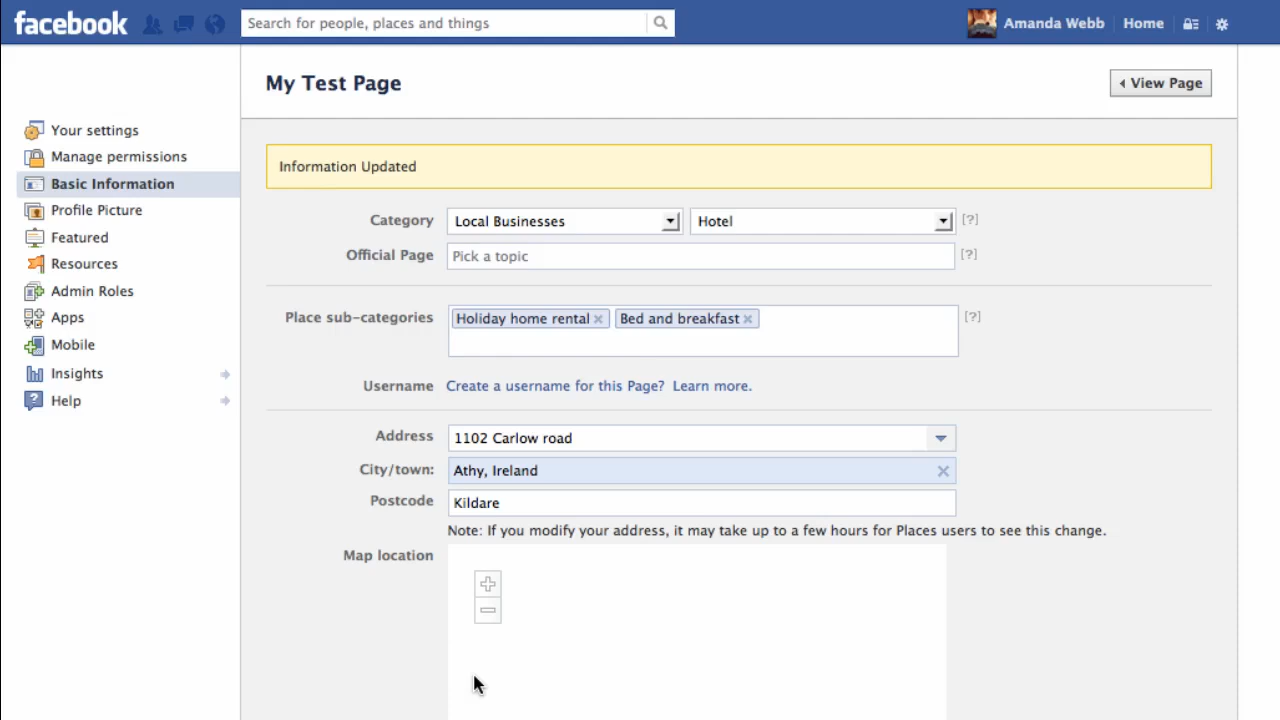 facebook
Search for people, places and things
Amanda Webb
Home
My Test Page
View Page
Your settings
Manage permissions
Basic Information
Profile Picture
Featured
Resources
Admin Roles
Apps
Mobile
Insights
Help
Information Updated
Category Local Businesses Hotel [?]
Official Page Pick a topic [?]
Place sub-categories Holiday home rental Bed and breakfast [?]
Username Create a username for this Page? Learn more.
Address 1102 Carlow road
City/town: Athy, Ireland
Postcode Kildare
Note: If you modify your address, it may take up to a few hours for Places users to see this change.
Map location